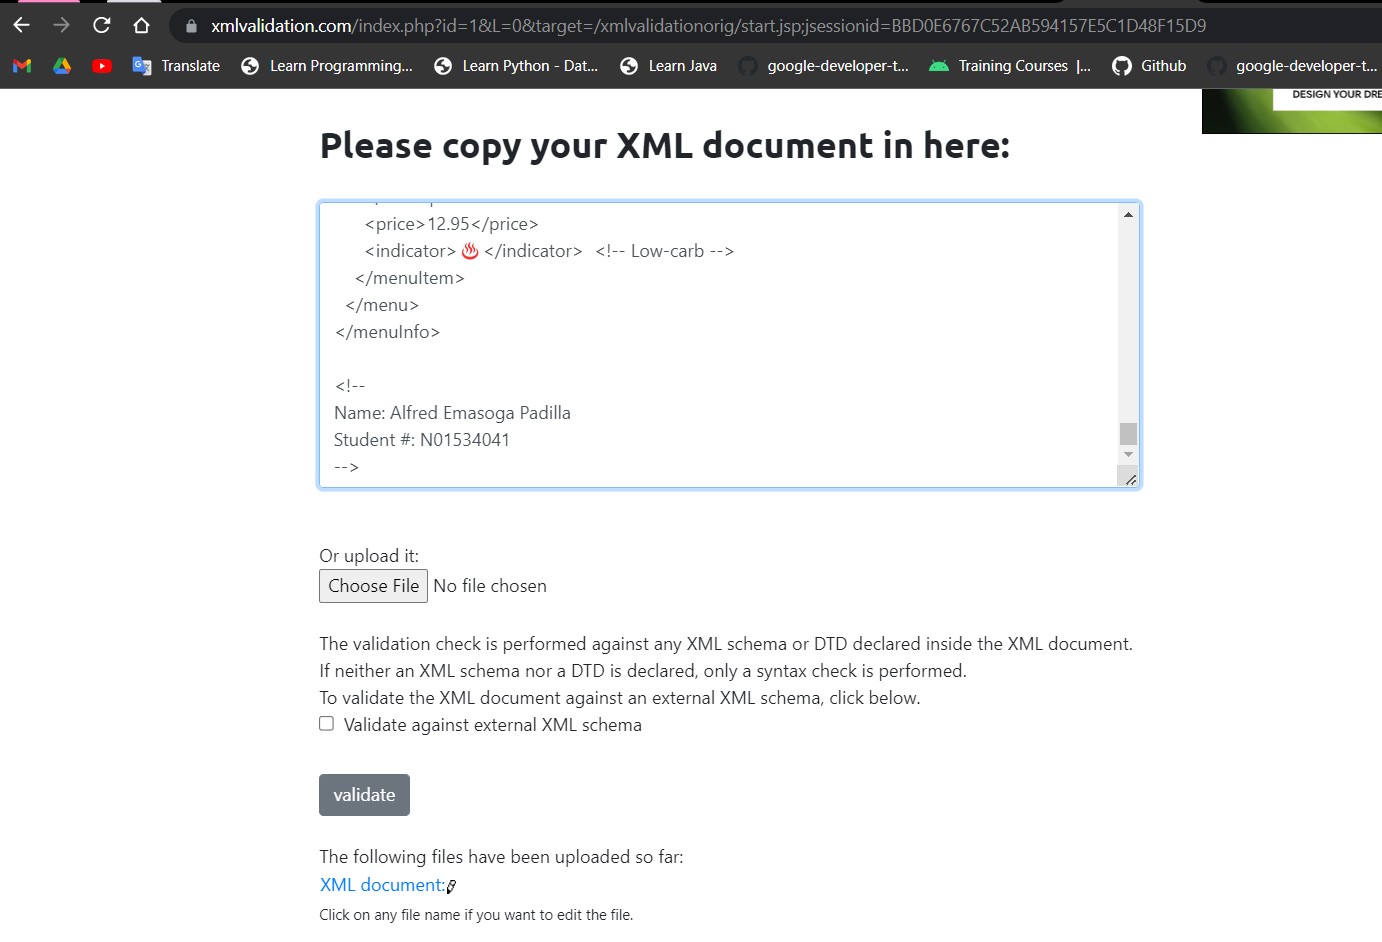 xmlvalidation.com/index.php?id=1&L=0&target=/xmlvalidationorig/start.jsp;jsessionid=BBD0E6767C52AB594157E5C1D48F15D9
Translate Learn Programming... Learn Python - Dat... Learn Java google-developer-t... Training Courses |... Github google-developer-t...
DESIGN YOUR DRE
Please copy your XML document in here:
<price>12.95</price>
<indicator>♨</indicator> <!-- Low-carb -->
</menuItem>
</menu>
</menuInfo>
<!--
Name: Alfred Emasoga Padilla
Student #: N01534041
-->
Or upload it:
Choose File No file chosen
The validation check is performed against any XML schema or DTD declared inside the XML document.
If neither an XML schema nor a DTD is declared, only a syntax check is performed.
To validate the XML document against an external XML schema, click below.
Validate against external XML schema
validate
The following files have been uploaded so far:
XML document:
Click on any file name if you want to edit the file.